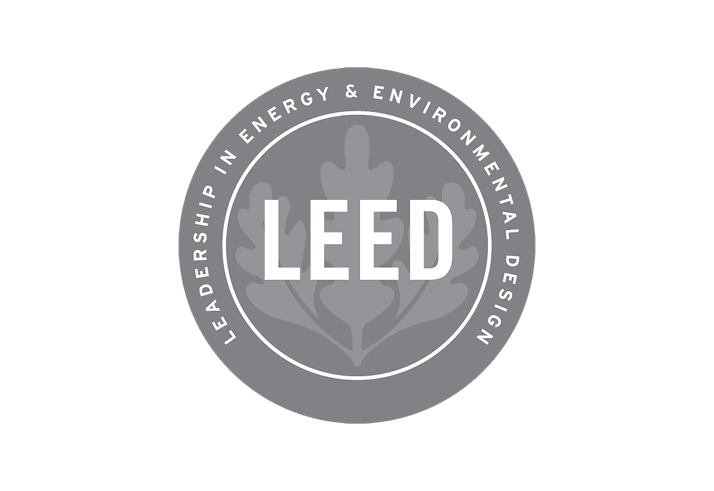 LEADERSHIP IN ENERGY & ENVIRONMENTAL DESIGN
LEED